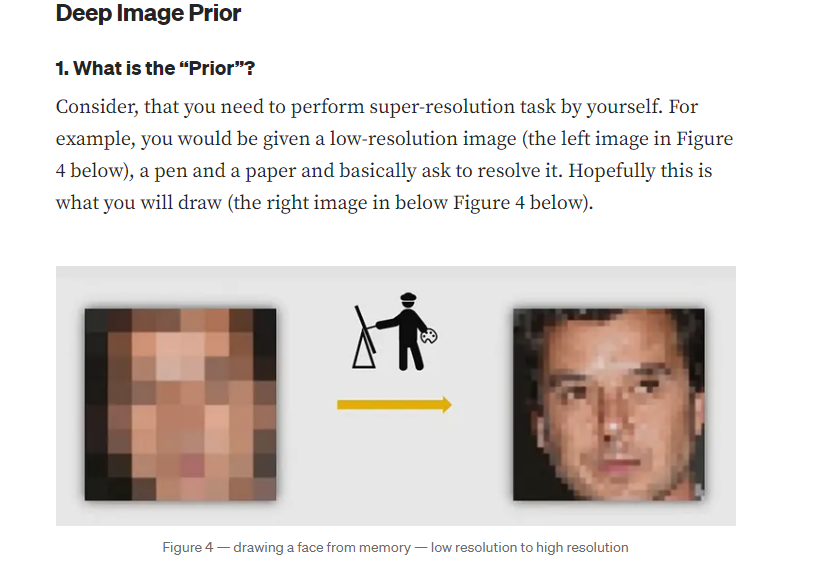 Deep Image Prior
1. What is the “Prior”?
Consider, that you need to perform super-resolution task by yourself. For
example, you would be given a low-resolution image (the left image in Figure
4 below), a pen and a paper and basically ask to resolve it. Hopefully this is
what you will draw (the right image in below Figure 4 below).
Figure 4 — drawing a face from memory — low resolution to high resolution